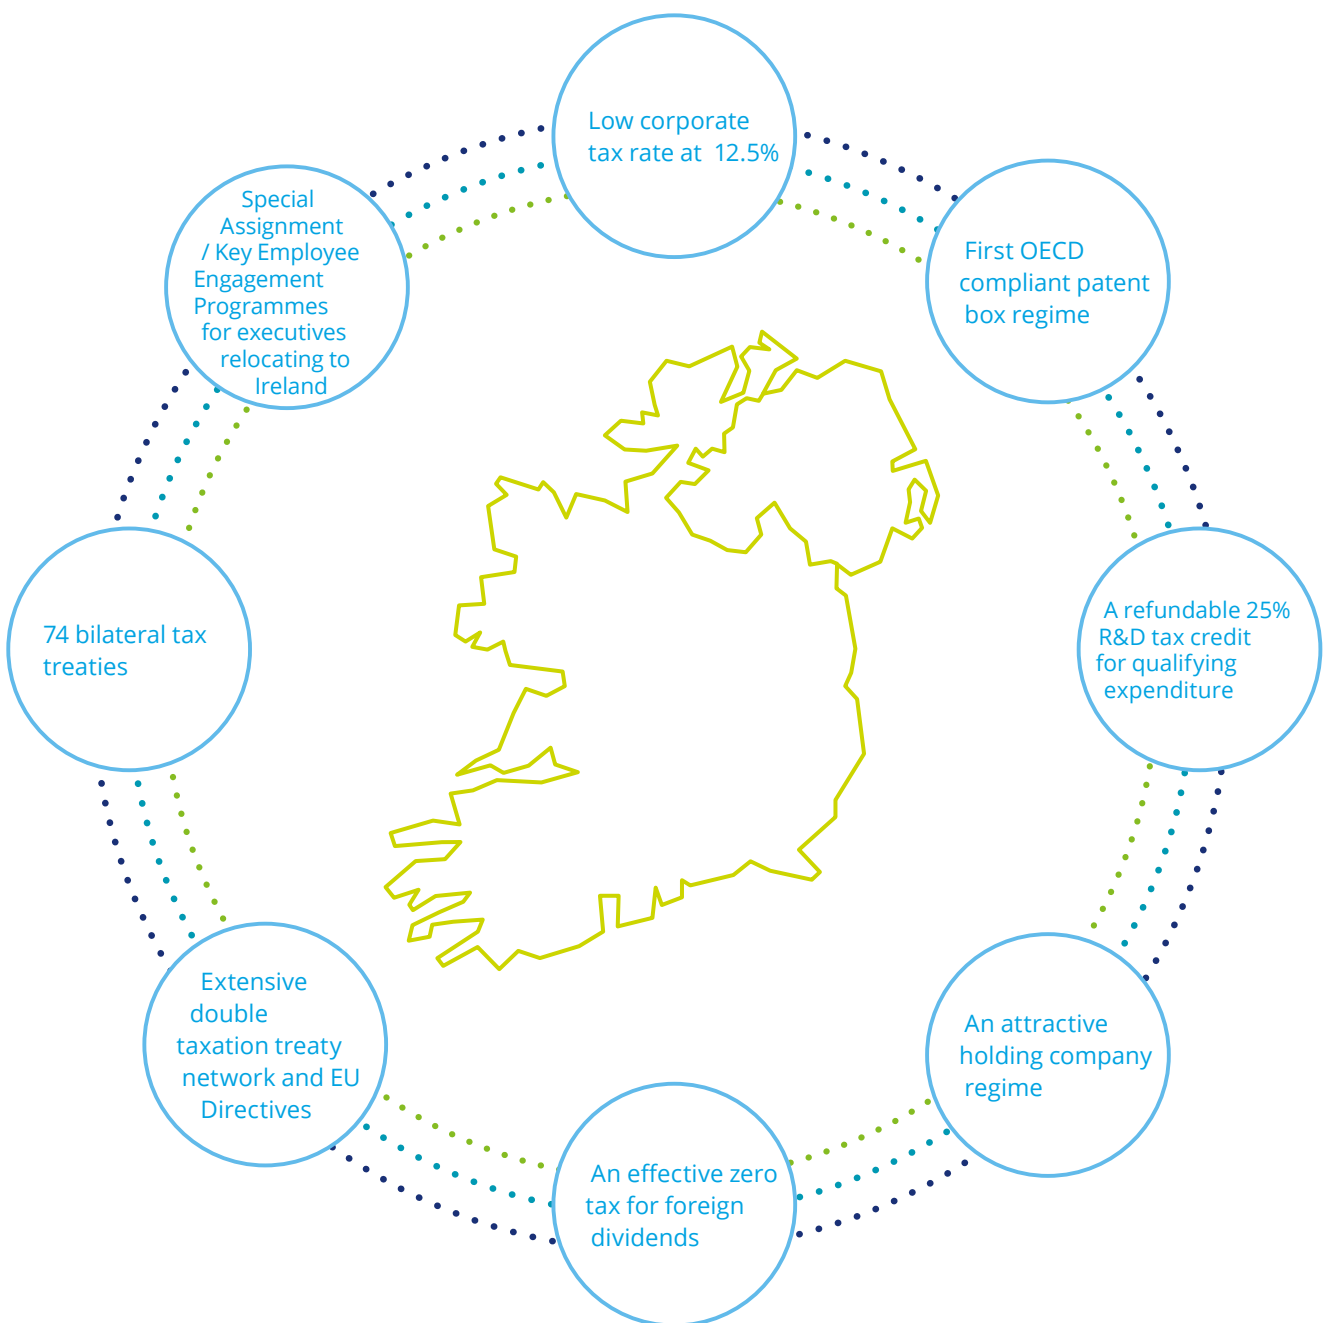 Low corporate
tax rate at 12.5%
First OECD
compliant patent
box regime
A refundable 25%
R&D tax credit
for qualifying
expenditure
An attractive
holding company
regime
An effective zero
tax for foreign
dividends
Extensive
double
taxation treaty
network and EU
Directives
74 bilateral tax
treaties
Special
Assignment
/ Key Employee
Engagement
Programmes
for executives
relocating to
Ireland